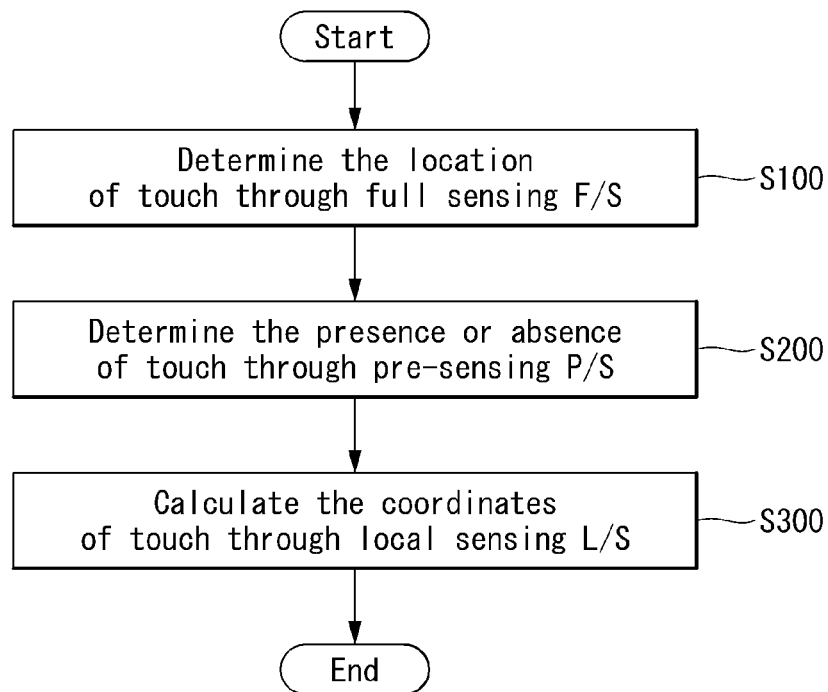 Start
Determine the location
of touch through full sensing F/S
S100
Determine the presence or absence
of touch through pre-sensing P/S
S200
Calculate the coordinates
of touch through local sensing L/S
S300
End